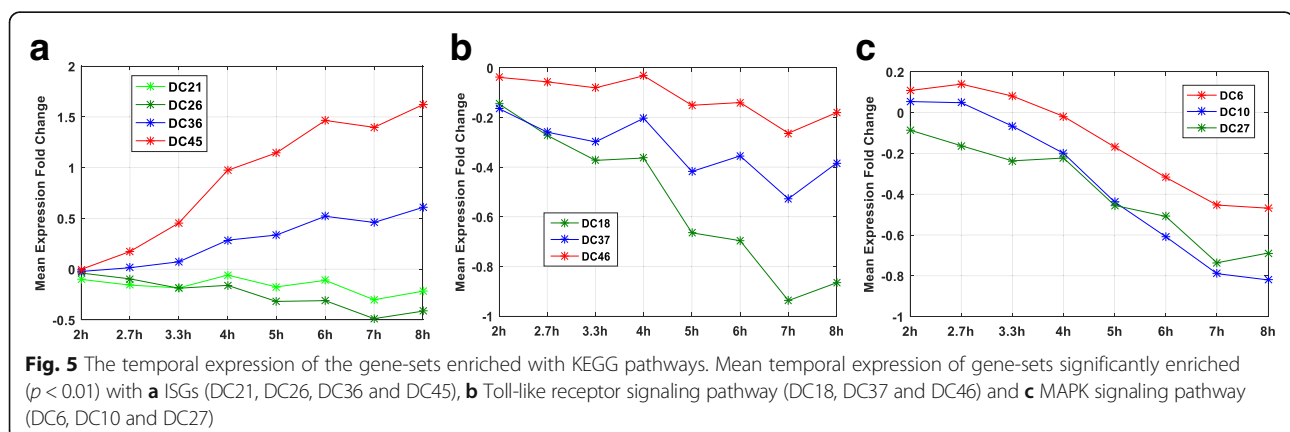 a
Mean Expression Fold Change
2
1.5
1
0.5
0
-0.5
DC21
DC26
DC36
DC45
2h 2.7h 3.3h 4h 5h 6h 7h 8h
b
Mean Expression Fold Change
0
-0.2
-0.4
-0.6
-0.8
-1
DC18
DC37
DC46
2h 2.7h 3.3h 4h 5h 6h 7h 8h
c
Mean Expression Fold Change
0.2
0
-0.2
-0.4
-0.6
-0.8
-1
DC6
DC10
DC27
2h 2.7h 3.3h 4h 5h 6h 7h 8h
Fig. 5 The temporal expression of the gene-sets enriched with KEGG pathways. Mean temporal expression of gene-sets significantly enriched
(p < 0.01) with a ISGs (DC21, DC26, DC36 and DC45), b Toll-like receptor signaling pathway (DC18, DC37 and DC46) and c MAPK signaling pathway
(DC6, DC10 and DC27)